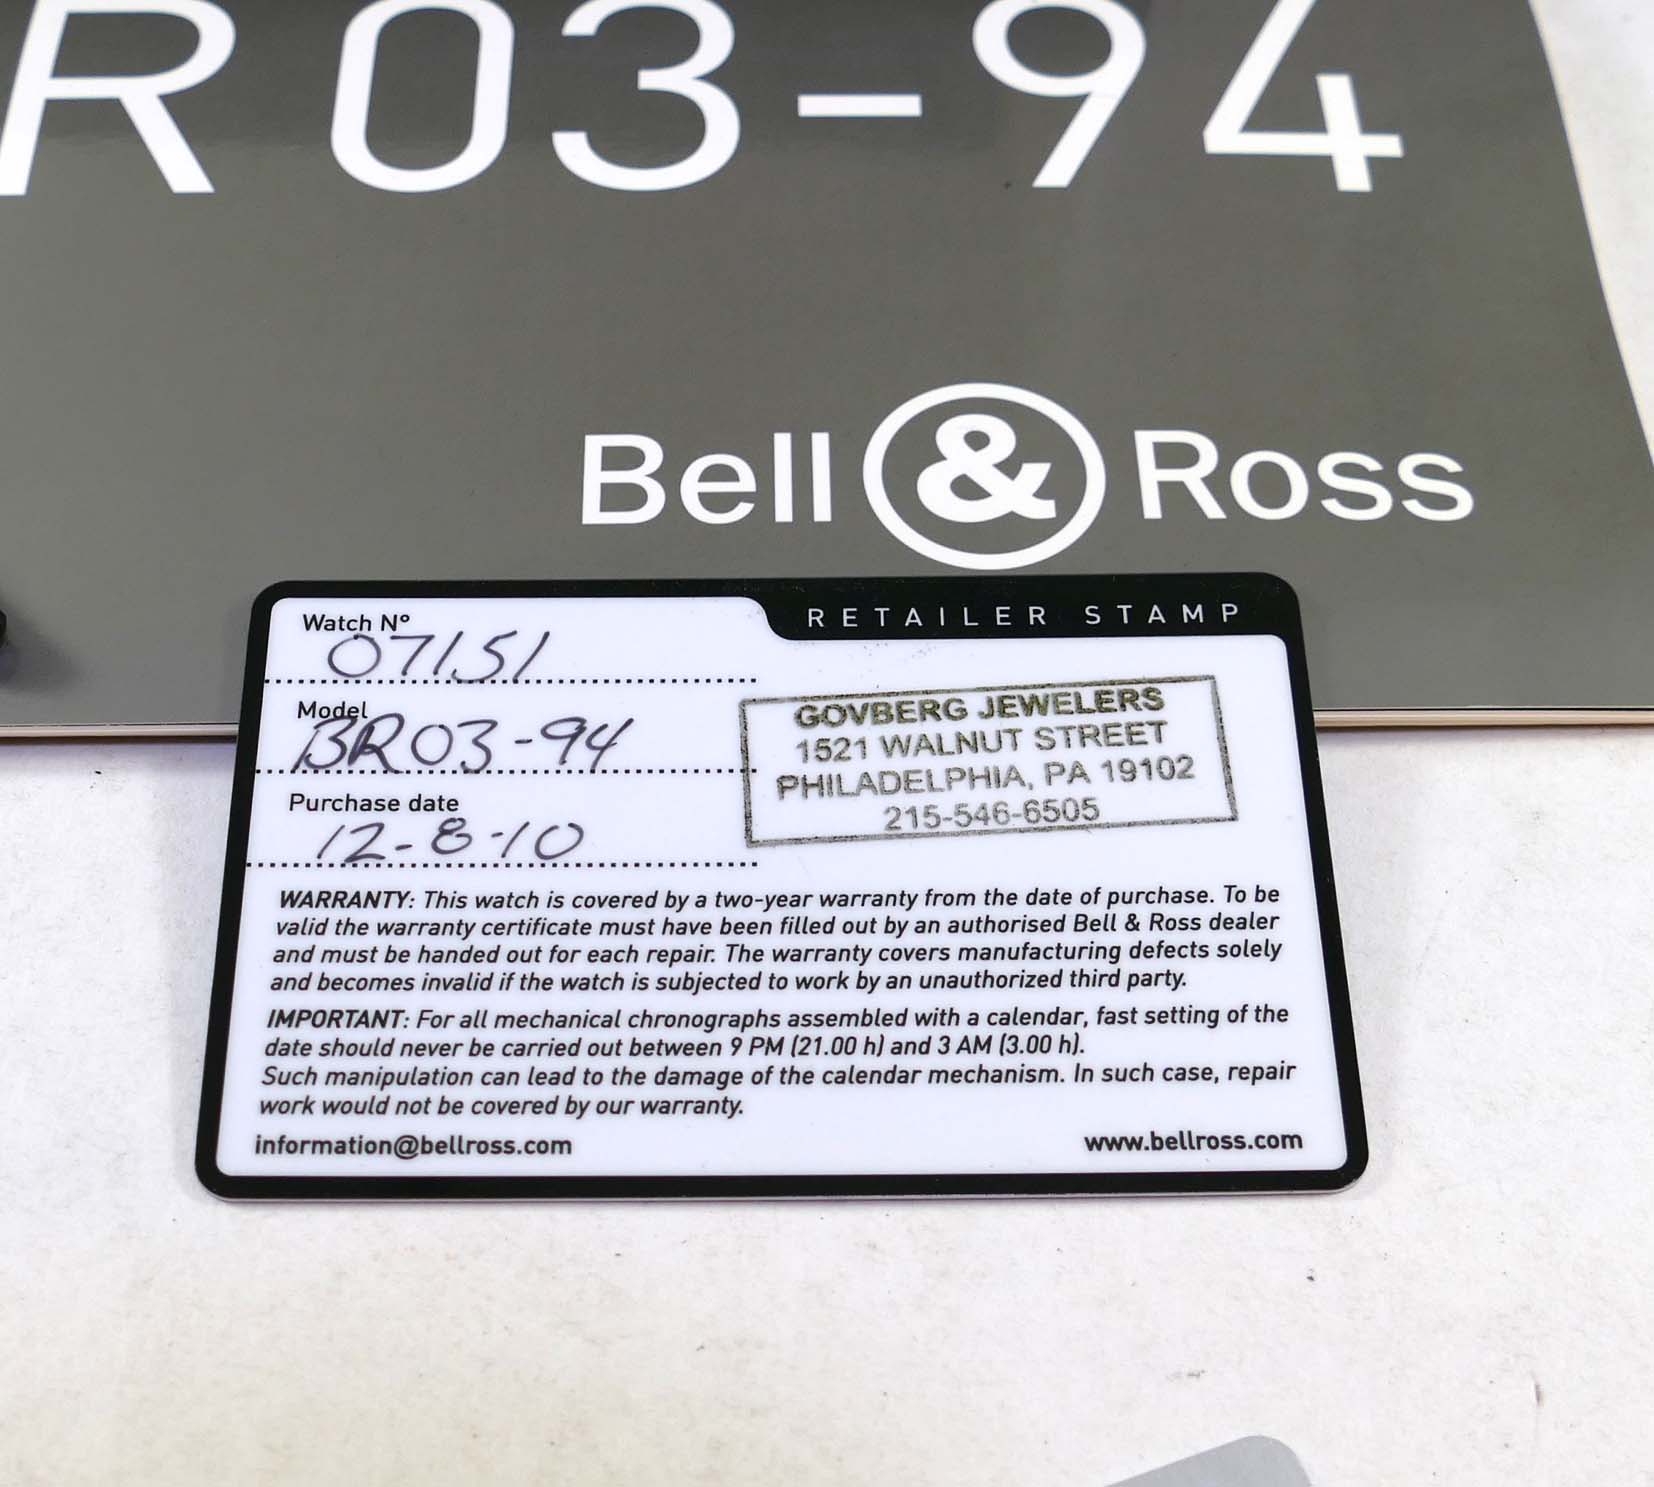 R 03-94
Bell & Ross
RETAILER STAMP
Watch Nº
07151
Model
BR03-94
Purchase date
12-8-10
GOVBERG JEWELERS
1521 WALNUT STREET
PHILADELPHIA, PA 19102
215-546-6505
WARRANTY: This watch is covered by a two-year warranty from the date of purchase. To be
valid the warranty certificate must have been filled out by an authorised Bell & Ross dealer
and must be handed out for each repair. The warranty covers manufacturing defects solely
and becomes invalid if the watch is subjected to work by an unauthorized third party.
IMPORTANT: For all mechanical chronographs assembled with a calendar, fast setting of the
date should never be carried out between 9 PM (21.00 h) and 3 AM (3.00 h).
Such manipulation can lead to the damage of the calendar mechanism. In such case, repair
work would not be covered by our warranty.
information@bellross.com
www.bellross.com